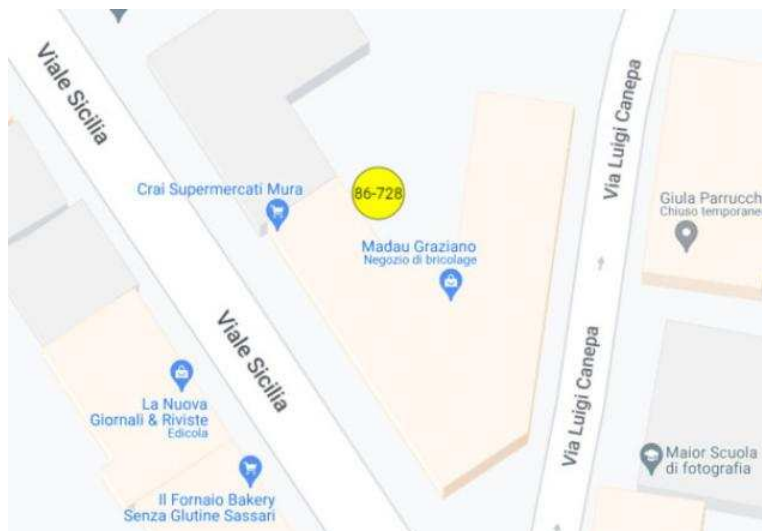 Viale Sicilia
Via Luigi Canepa
Crai Supermercati Mura
86-728
Giula Parrucch
Chiuso temporane
Madau Graziano
Negozio di bricolage
Viale Sicilia
Via Luigi Canepa
La Nuova
Giornali & Riviste
Edicola
Maior Scuola
di fotografia
Il Fornaio Bakery
Senza Glutine Sassari